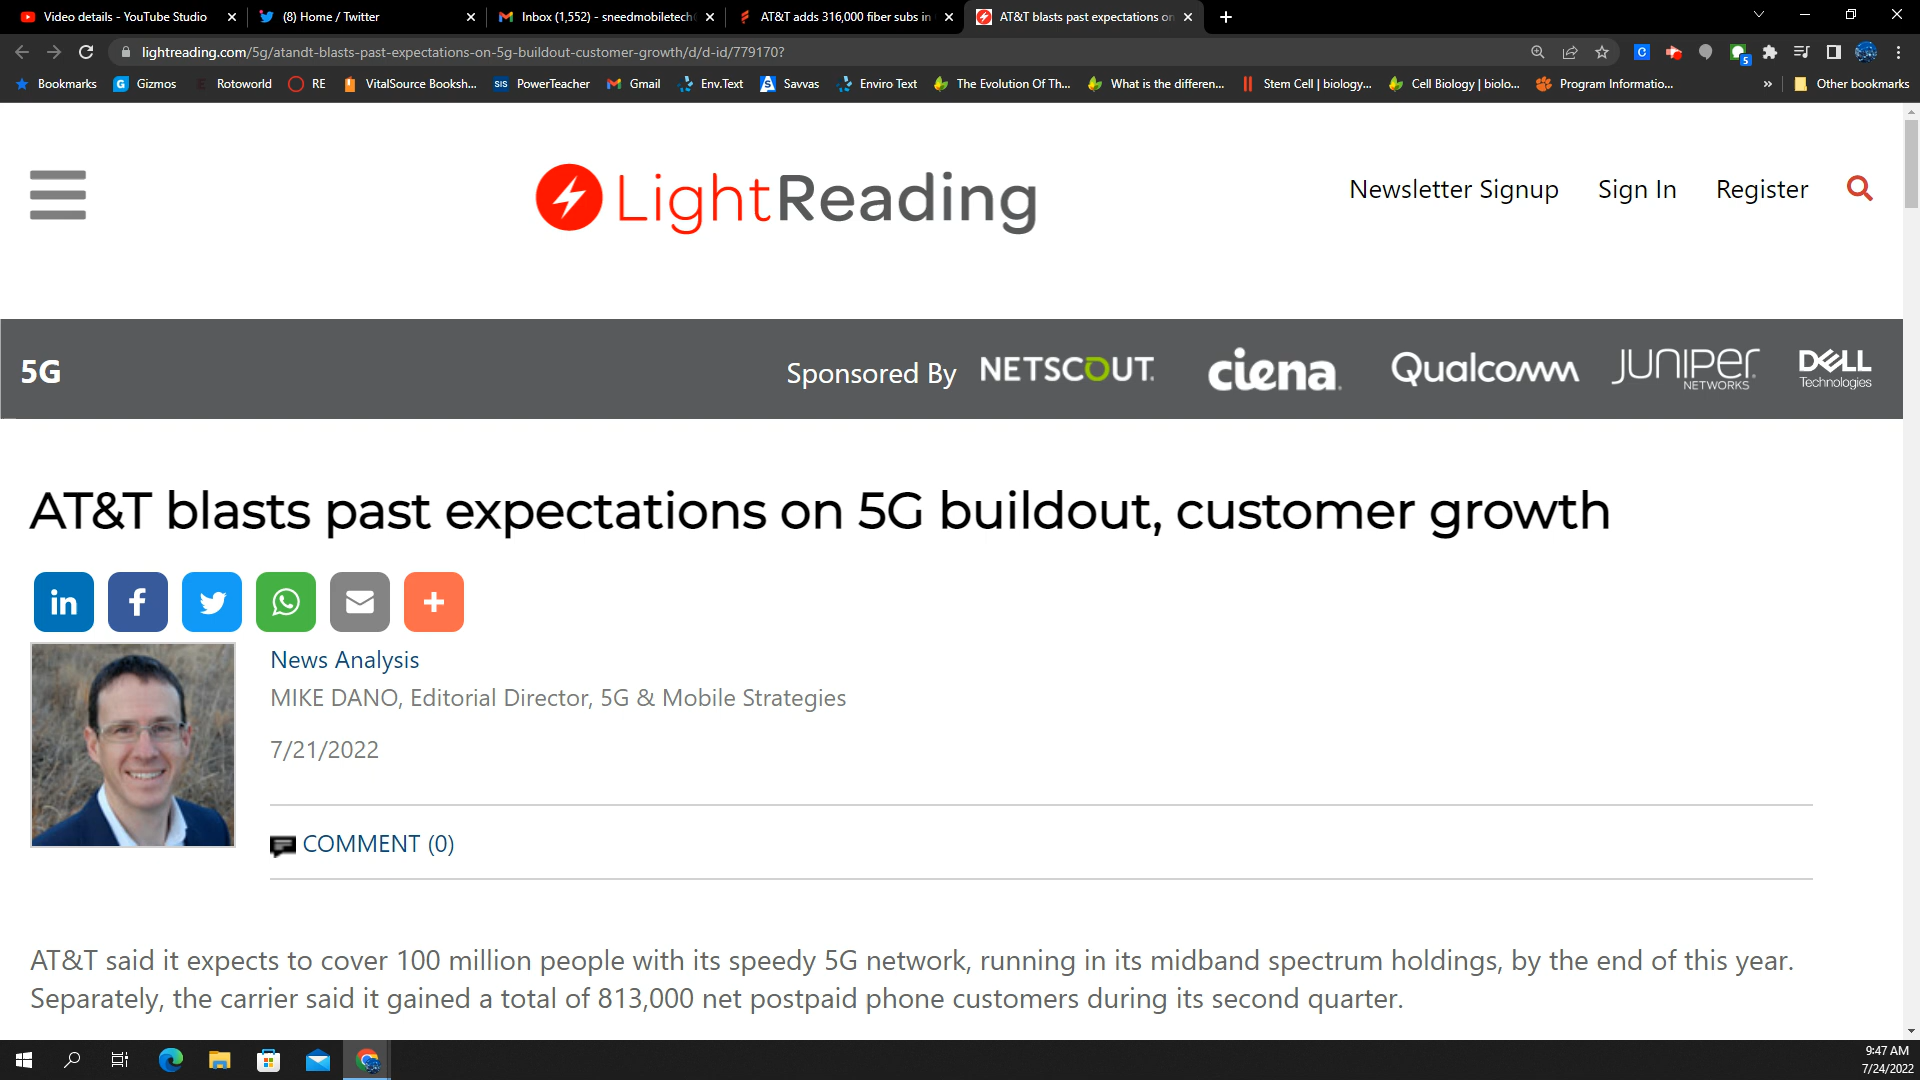 Video details - YouTube Studio
(8) Home / Twitter
Inbox (1,552) - sneedmobiletech
AT&T adds 316,000 fiber subs in
AT&T blasts past expectations on
lightreading.com/5g/atandt-blasts-past-expectations-on-5g-buildout-customer-growth/d/d-id/779170?
Bookmarks
Gizmos
Rotoworld
RE
VitalSource Booksh...
SIS PowerTeacher
Gmail
Env.Text
Savvas
Enviro Text
The Evolution Of Th...
What is the differen...
Stem Cell | biology...
Cell Biology | biolo...
Program Informatio...
»
Other bookmarks
LightReading
Newsletter Signup
Sign In
Register
5G
Sponsored By
NETSCOUT.
ciena.
Qualcomm
JUNIPER
NETWORKS
DELL
Technologies
AT&T blasts past expectations on 5G buildout, customer growth
News Analysis
MIKE DANO, Editorial Director, 5G & Mobile Strategies
7/21/2022
COMMENT (0)
AT&T said it expects to cover 100 million people with its speedy 5G network, running in its midband spectrum holdings, by the end of this year.
Separately, the carrier said it gained a total of 813,000 net postpaid phone customers during its second quarter.
9:47 AM
7/24/2022